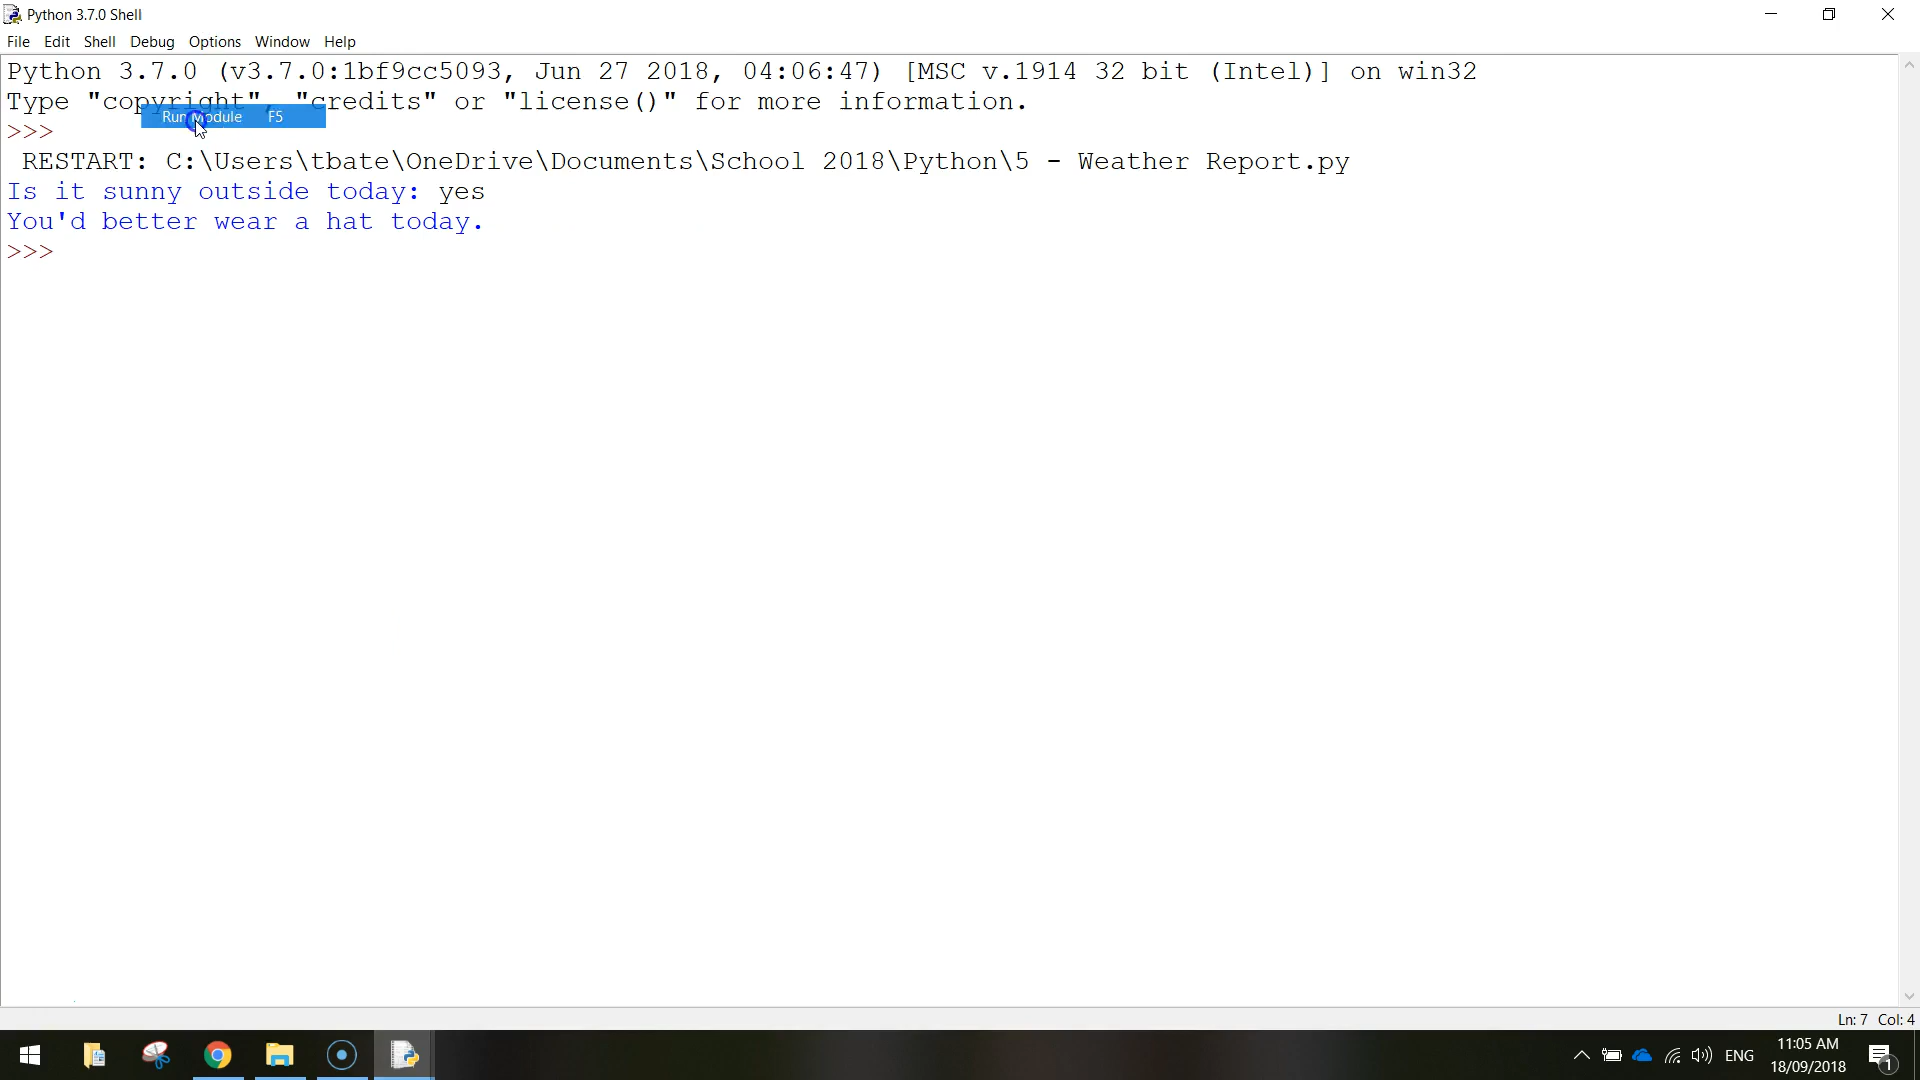 Python 3.7.0 Shell
File Edit Shell Debug Options Window Help
Python 3.7.0 (v3.7.0:1bf9cc5093, Jun 27 2018, 04:06:47) [MSC v.1914 32 bit (Intel)] on win32
Type "copyright", "credits" or "license()" for more information.
Run Module F5
>>>
RESTART: C:\Users\tbate\OneDrive\Documents\School 2018\Python\5 - Weather Report.py
Is it sunny outside today: yes
You'd better wear a hat today.
>>>
Ln: 7 Col: 4
ENG
11:05 AM
18/09/2018
1